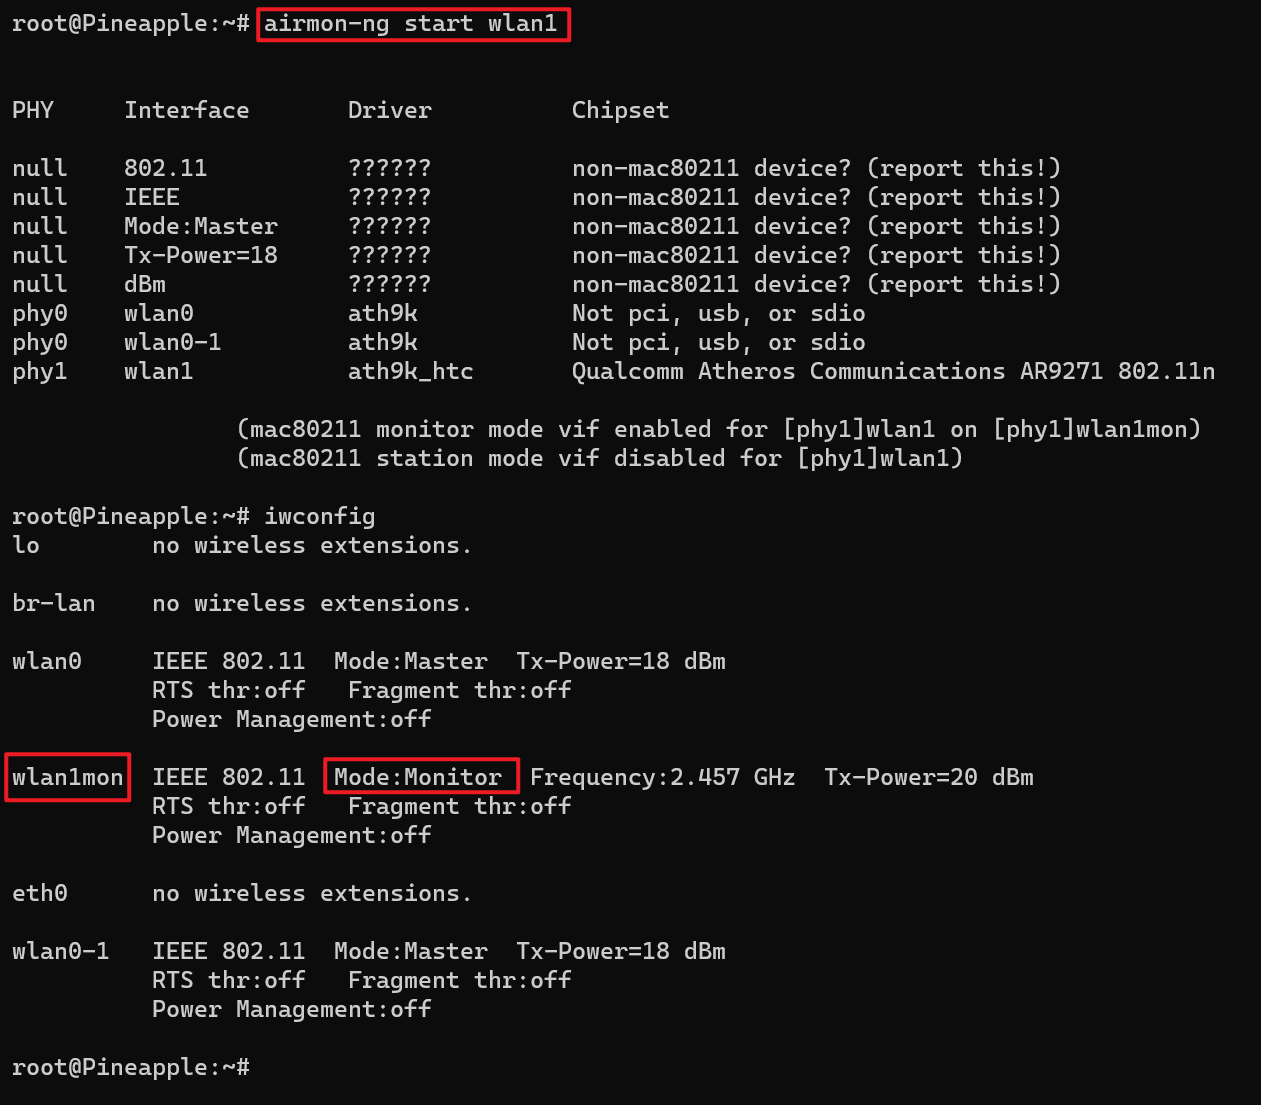 root@Pineapple:~# airmon-ng start wlan1
PHY     Interface       Driver          Chipset
null    802.11          ??????          non-mac80211 device? (report this!)
null    IEEE            ??????          non-mac80211 device? (report this!)
null    Mode:Master     ??????          non-mac80211 device? (report this!)
null    Tx-Power=18     ??????          non-mac80211 device? (report this!)
null    dBm             ??????          non-mac80211 device? (report this!)
phy0    wlan0           ath9k           Not pci, usb, or sdio
phy0    wlan0-1         ath9k           Not pci, usb, or sdio
phy1    wlan1           ath9k_htc       Qualcomm Atheros Communications AR9271 802.11n
(mac80211 monitor mode vif enabled for [phy1]wlan1 on [phy1]wlan1mon)
(mac80211 station mode vif disabled for [phy1]wlan1)
root@Pineapple:~# iwconfig
lo        no wireless extensions.
br-lan    no wireless extensions.
wlan0     IEEE 802.11  Mode:Master  Tx-Power=18 dBm
RTS thr:off   Fragment thr:off
Power Management:off
wlan1mon  IEEE 802.11  Mode:Monitor  Frequency:2.457 GHz  Tx-Power=20 dBm
RTS thr:off   Fragment thr:off
Power Management:off
eth0      no wireless extensions.
wlan0-1   IEEE 802.11  Mode:Master  Tx-Power=18 dBm
RTS thr:off   Fragment thr:off
Power Management:off
root@Pineapple:~#